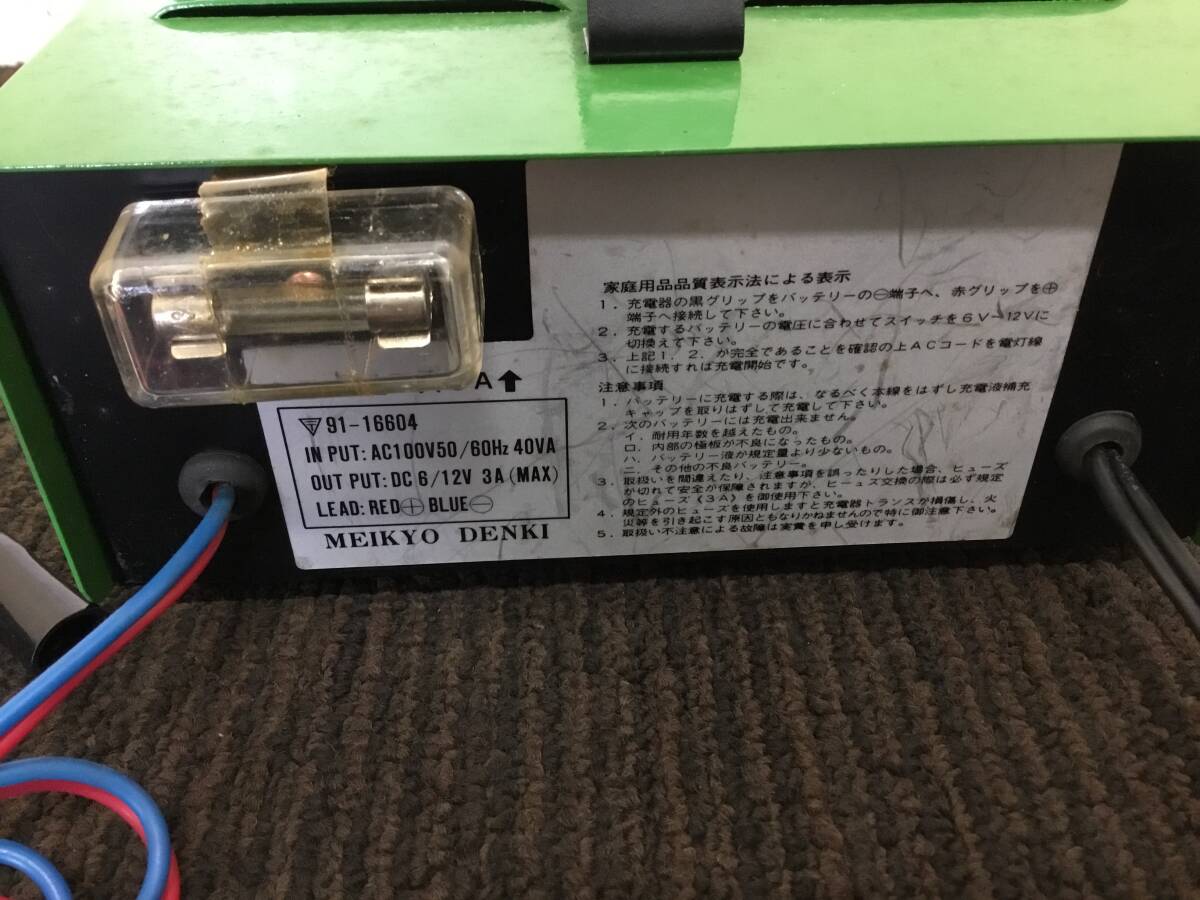 A↑
91-16604
IN PUT: AC100V50/60Hz 40VA
OUT PUT: DC 6/12V 3A (MAX)
LEAD: RED⊕ BLUE⊖
MEIKYO DENKI
家庭用品品質表示法による表示
1. 充電器の黒グリップをバッテリーの⊖端子へ、赤グリップを⊕
端子へ接続して下さい。
2. 充電するバッテリーの電圧に合わせてスイッチを6V~12Vに
切換えて下さい。
3. 上記1. 2. が完全であることを確認の上ACコードを電灯線
に接続すれば充電開始です。
注意事項
1. バッテリーに充電する際は、なるべく本線をはずし充電液補充
キャップを取りはずして充電して下さい。
2. 次のバッテリーには充電出来ません。
イ. 耐用年数を越えたもの。
ロ. 内部の極板が不良になったもの。
ハ. バッテリー液が規定量より少ないもの。
ニ. その他の不良バッテリー。
3. 取扱いを間違えたり、注意事項を誤ったりした場合、ヒューズ
が切れて安全が保障されますが、ヒューズ交換の際は必ず規定
のヒューズ《3A》を御使用下さい。
4. 規定外のヒューズを使用しますと充電器トランスが損傷し、火
災等を引き起こす原因ともなりかねませんので特に御注意下さい。
5. 取扱い不注意による故障は実費を申し受けます。